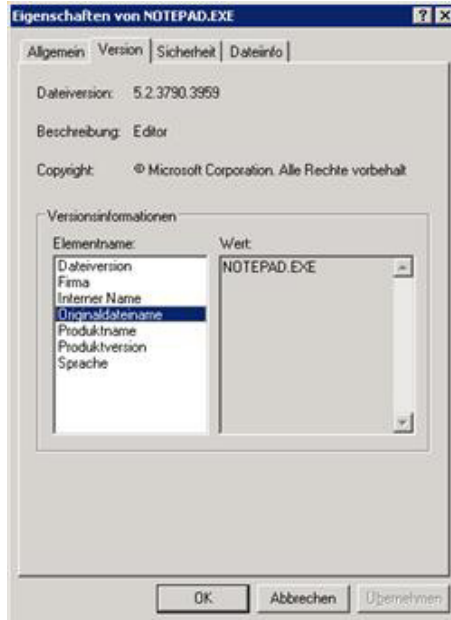 Eigenschaften von NOTEPAD.EXE
Allgemein Version Sicherheit Dateiinfo
Dateiversion: 5.2.3790.3959
Beschreibung: Editor
Copyright: © Microsoft Corporation. Alle Rechte vorbehalt
Versionsinformationen
Elementname: Wert:
Dateiversion NOTEPAD.EXE
Firma
Interner Name
Originaldateiname
Produktname
Produktversion
Sprache
OK Abbrechen Übernehmen